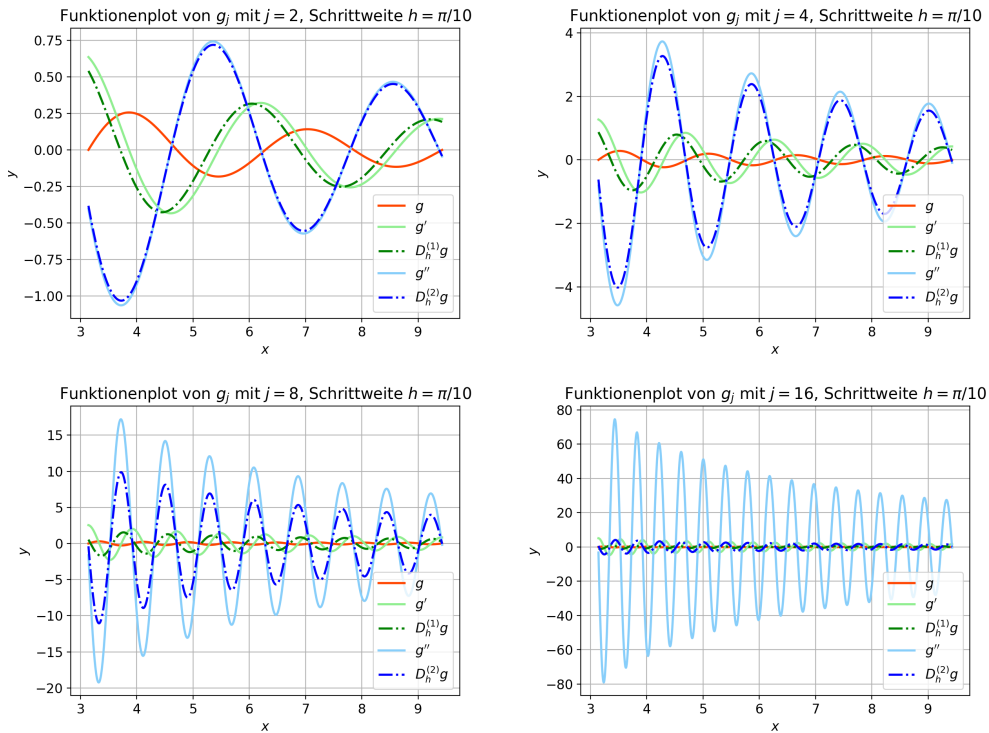 Funktionenplot von $g_j$ mit $j = 2$, Schrittweite $h = \pi/10$
0.75
0.50
0.25
0.00
−0.25
−0.50
−0.75
−1.00
y
g
g′
$D_h^{(1)}g$
g″
$D_h^{(2)}g$
3 4 5 6 7 8 9
x
Funktionenplot von $g_j$ mit $j = 4$, Schrittweite $h = \pi/10$
4
2
0
−2
−4
y
g
g′
$D_h^{(1)}g$
g″
$D_h^{(2)}g$
3 4 5 6 7 8 9
x
Funktionenplot von $g_j$ mit $j = 8$, Schrittweite $h = \pi/10$
15
10
5
0
−5
−10
−15
−20
y
g
g′
$D_h^{(1)}g$
g″
$D_h^{(2)}g$
3 4 5 6 7 8 9
x
Funktionenplot von $g_j$ mit $j = 16$, Schrittweite $h = \pi/10$
80
60
40
20
0
−20
−40
−60
−80
y
g
g′
$D_h^{(1)}g$
g″
$D_h^{(2)}g$
3 4 5 6 7 8 9
x